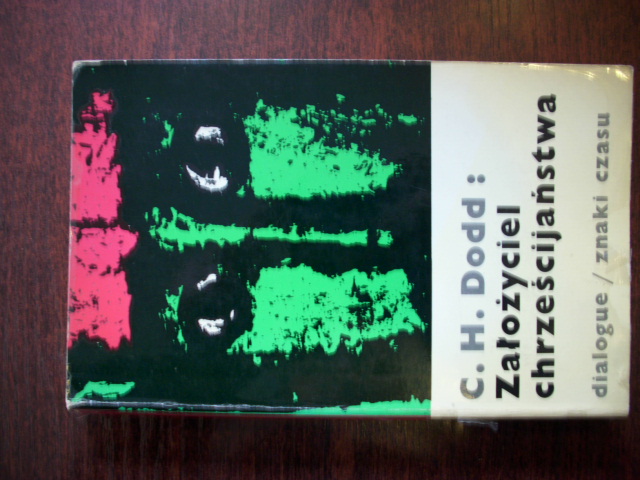 C. H. Dodd :
Założyciel
chrześcijaństwa
dialogue / znaki czasu